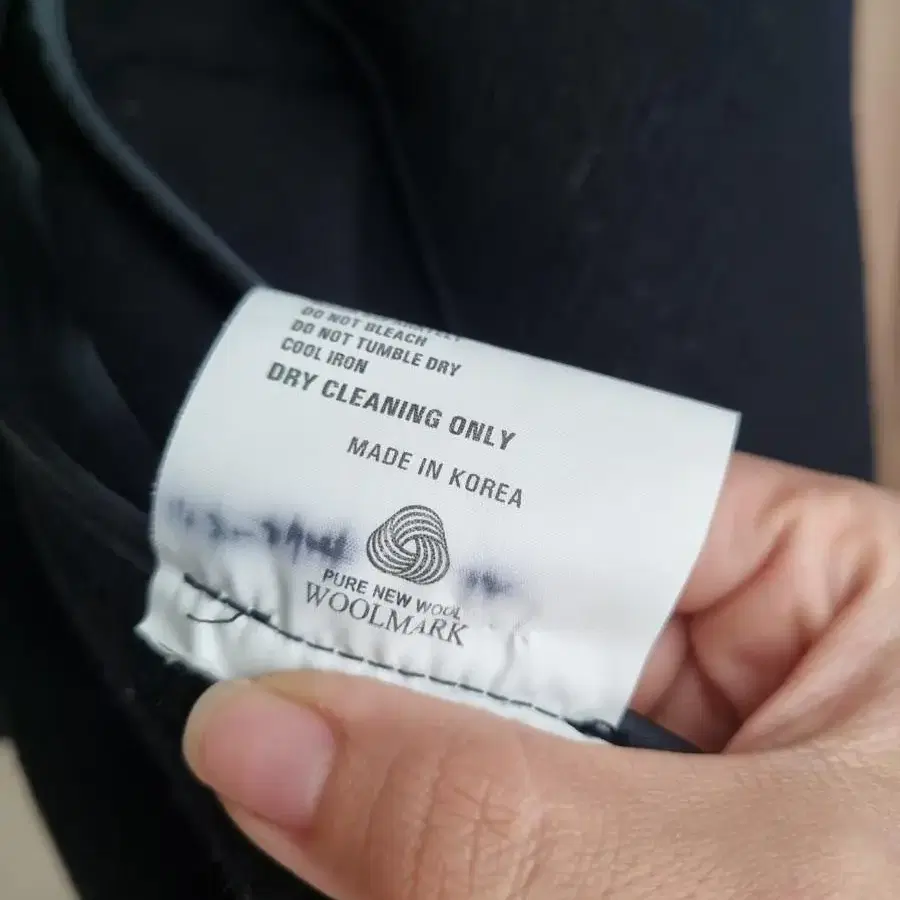 DO NOT BLEACH
DO NOT TUMBLE DRY
COOL IRON
DRY CLEANING ONLY
MADE IN KOREA
PURE NEW WOOL
WOOLMARK